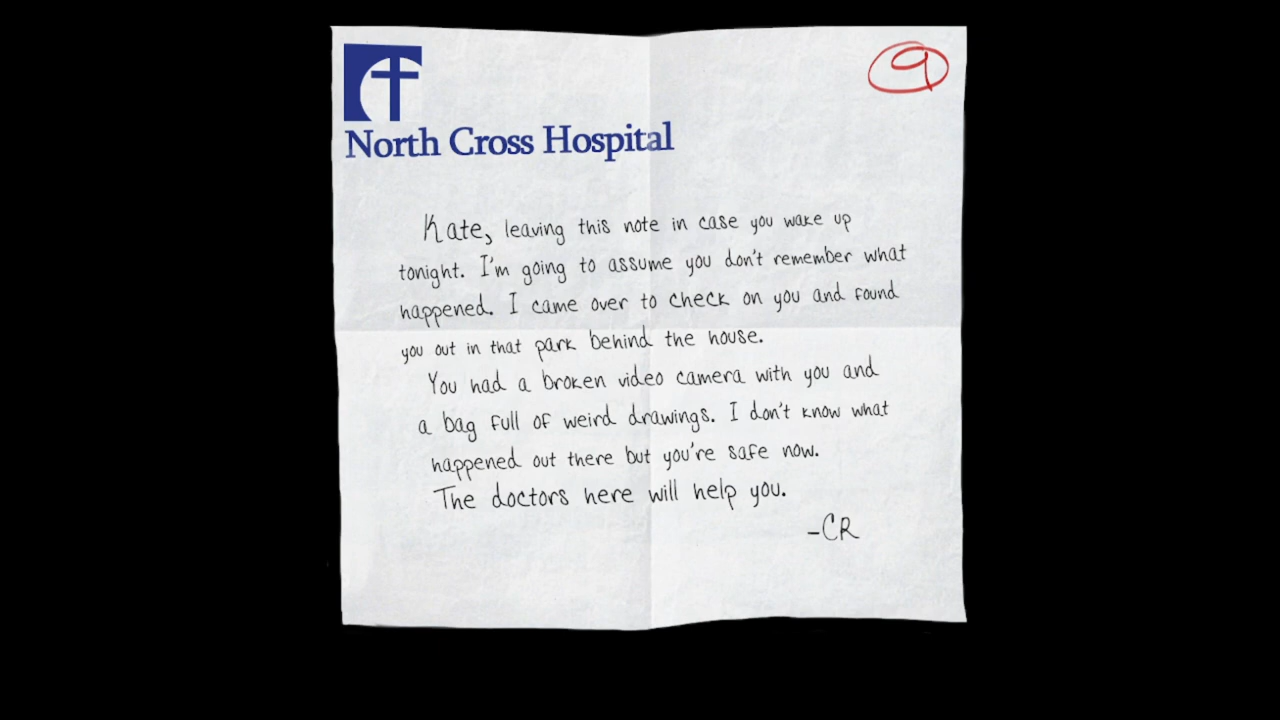 9
North Cross Hospital
Kate, leaving this note in case you wake up
tonight. I'm going to assume you don't remember what
happened. I came over to check on you and found
you out in that park behind the house.
You had a broken video camera with you and
a bag full of weird drawings. I don't know what
happened out there but you're safe now.
The doctors here will help you.
-CR